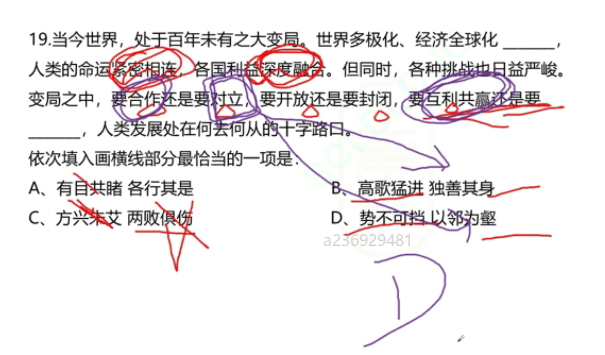 19.当今世界，处于百年未有之大变局。世界多极化、经济全球化 ______，
人类的命运紧密相连，各国利益深度融合。但同时，各种挑战也日益严峻。
变局之中，要合作还是要对立，要开放还是要封闭，要互利共赢还是要
______，人类发展处在何去何从的十字路口。
依次填入画横线部分最恰当的一项是：
A、有目共睹 各行其是 B、高歌猛进 独善其身
C、方兴未艾 两败俱伤 D、势不可挡 以邻为壑
a236929481
D